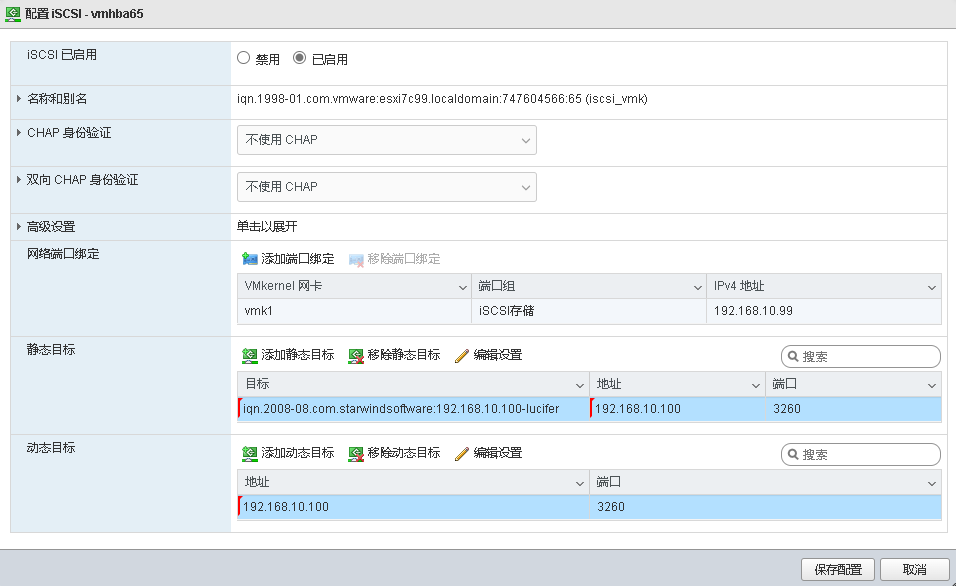 配置 iSCSI - vmhba65
iSCSI 已启用
禁用 已启用
名称和别名 iqn.1998-01.com.vmware:esxi7c99.localdomain:747604566:65 (iscsi_vmk)
CHAP 身份验证 不使用 CHAP
双向 CHAP 身份验证 不使用 CHAP
高级设置 单击以展开
网络端口绑定
添加端口绑定 移除端口绑定
VMkernel 网卡 端口组 IPv4 地址
vmk1 iSCSI存储 192.168.10.99
静态目标
添加静态目标 移除静态目标 编辑设置 搜索
目标 地址 端口
iqn.2008-08.com.starwindsoftware:192.168.10.100-lucifer 192.168.10.100 3260
动态目标
添加动态目标 移除动态目标 编辑设置 搜索
地址 端口
192.168.10.100 3260
保存配置 取消